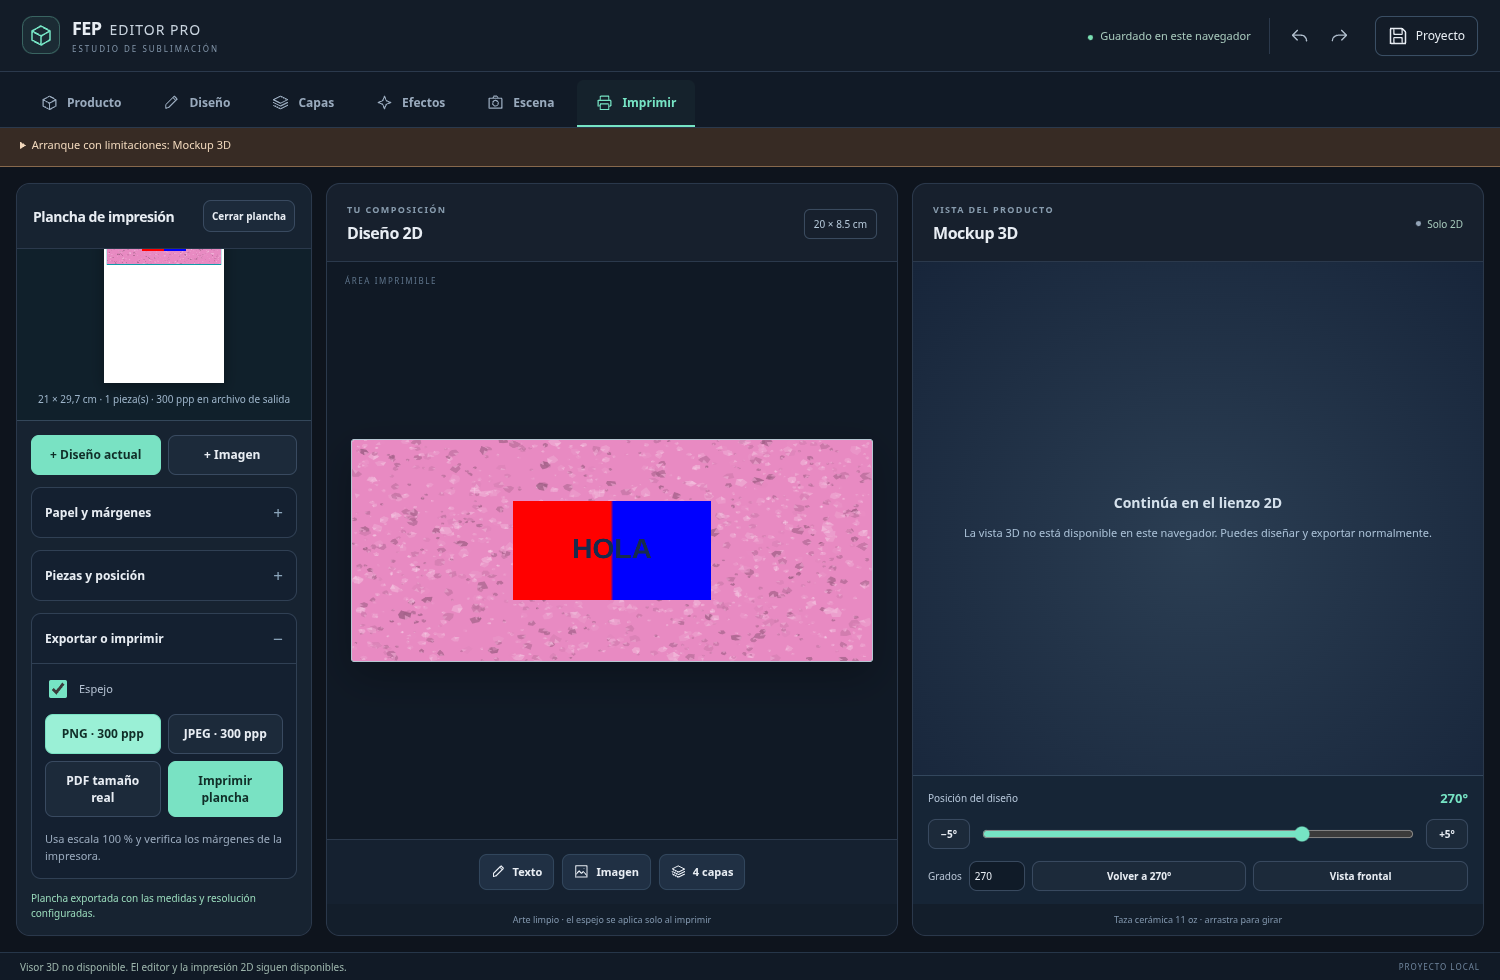 FEP EDITOR PRO
ESTUDIO DE SUBLIMACIÓN
Guardado en este navegador
Proyecto
Producto
Diseño
Capas
Efectos
Escena
Imprimir
Arranque con limitaciones: Mockup 3D
Plancha de impresión
Cerrar plancha
21 × 29,7 cm · 1 pieza(s) · 300 ppp en archivo de salida
+ Diseño actual
+ Imagen
Papel y márgenes
+
Piezas y posición
+
Exportar o imprimir
−
Espejo
PNG · 300 ppp
JPEG · 300 ppp
PDF tamaño
real
Imprimir
plancha
Usa escala 100 % y verifica los márgenes de la
impresora.
Plancha exportada con las medidas y resolución
configuradas.
TU COMPOSICIÓN
Diseño 2D
20 × 8.5 cm
ÁREA IMPRIMIBLE
HOLA
Texto
Imagen
4 capas
Arte limpio · el espejo se aplica solo al imprimir
VISTA DEL PRODUCTO
Mockup 3D
Solo 2D
Continúa en el lienzo 2D
La vista 3D no está disponible en este navegador. Puedes diseñar y exportar normalmente.
Posición del diseño
270°
−5°
+5°
Grados
270
Volver a 270°
Vista frontal
Taza cerámica 11 oz · arrastra para girar
Visor 3D no disponible. El editor y la impresión 2D siguen disponibles.
PROYECTO LOCAL